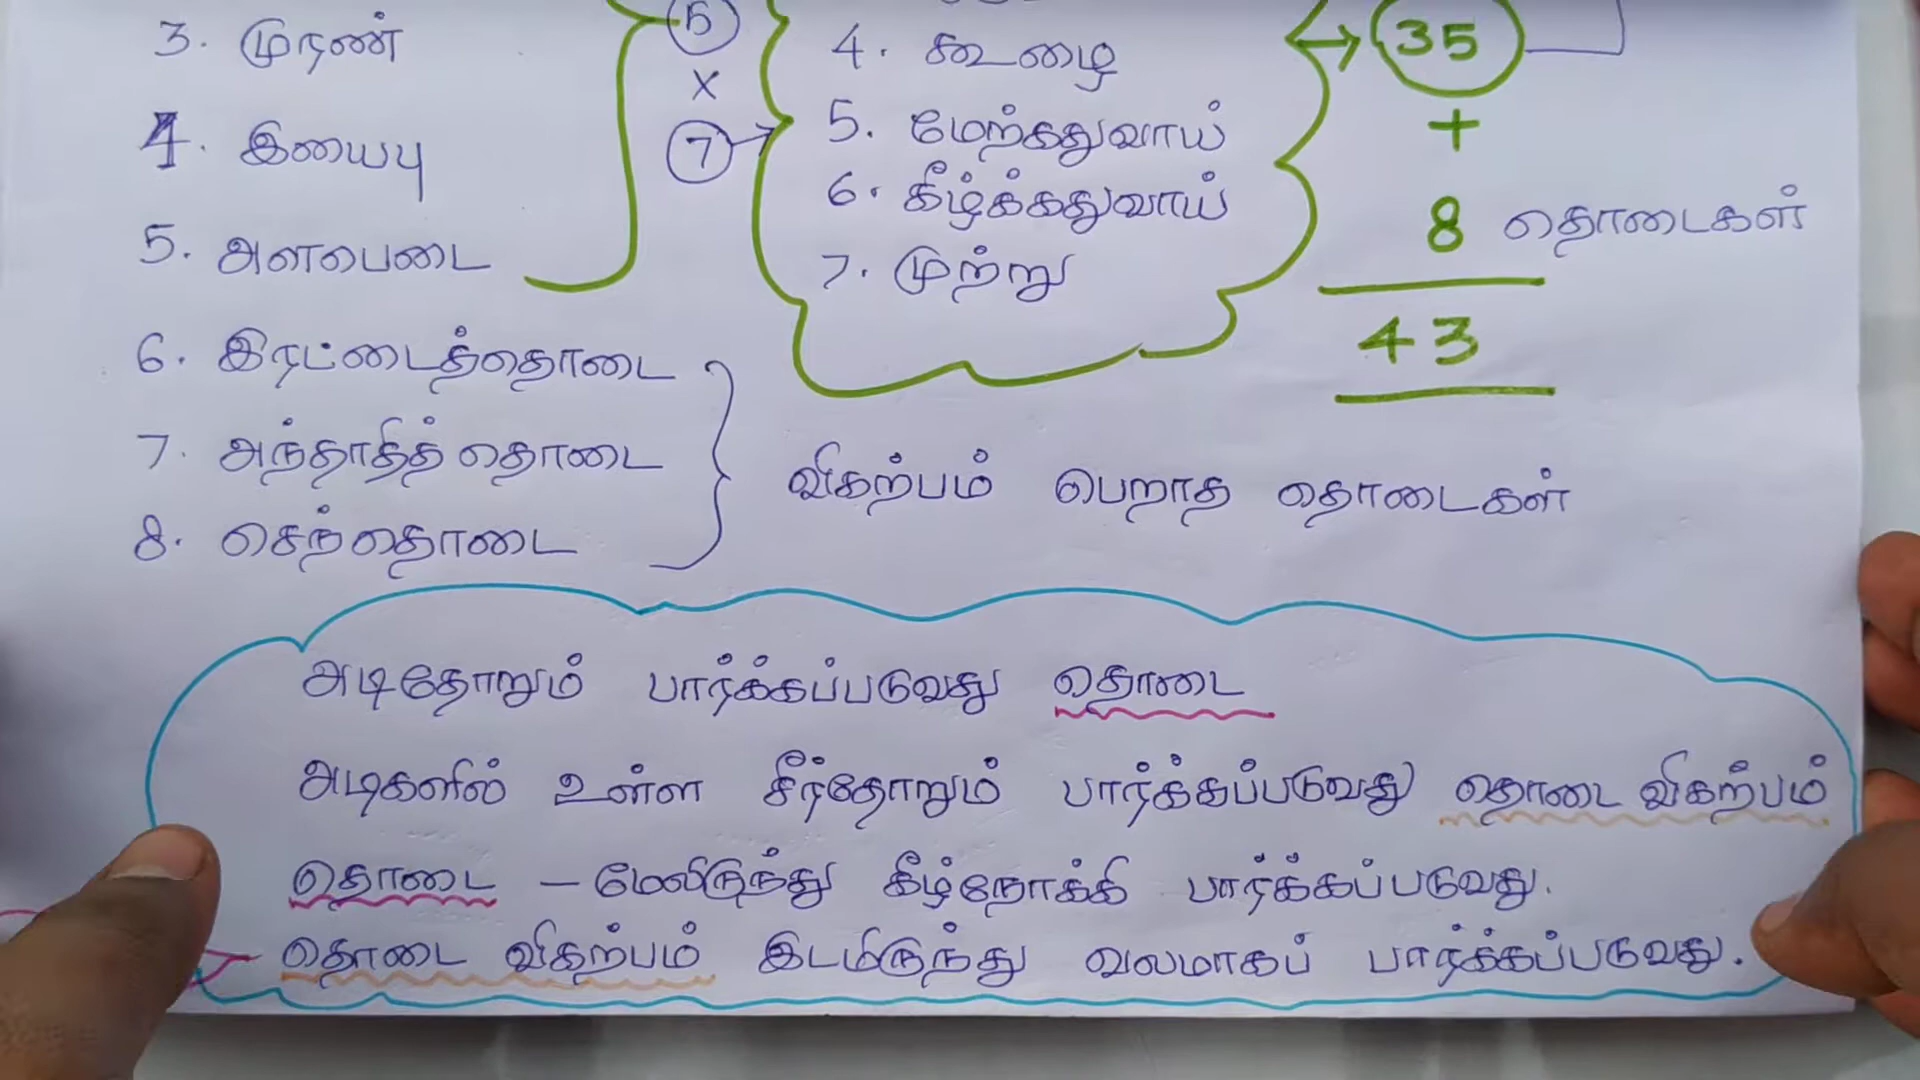 3. முரண்
4. இயைபு
5. அளபெடை
5
X
7
4. கூழை
5. மேற்கதுவாய்
6. கீழ்க்கதுவாய்
7. முற்று
35
+
8 தொடைகள்
43
6. இரட்டைத்தொடை
7. அந்தாதித் தொடை
8. செந்தொடை
விகற்பம் பெறாத தொடைகள்
அடிதோறும் பார்க்கப்படுவது தொடை
அடிகளில் உள்ள சீர்தோறும் பார்க்கப்படுவது தொடை விகற்பம்
தொடை – மேலிருந்து கீழ்நோக்கி பார்க்கப்படுவது.
தொடை விகற்பம் இடமிருந்து வலமாகப் பார்க்கப்படுவது.